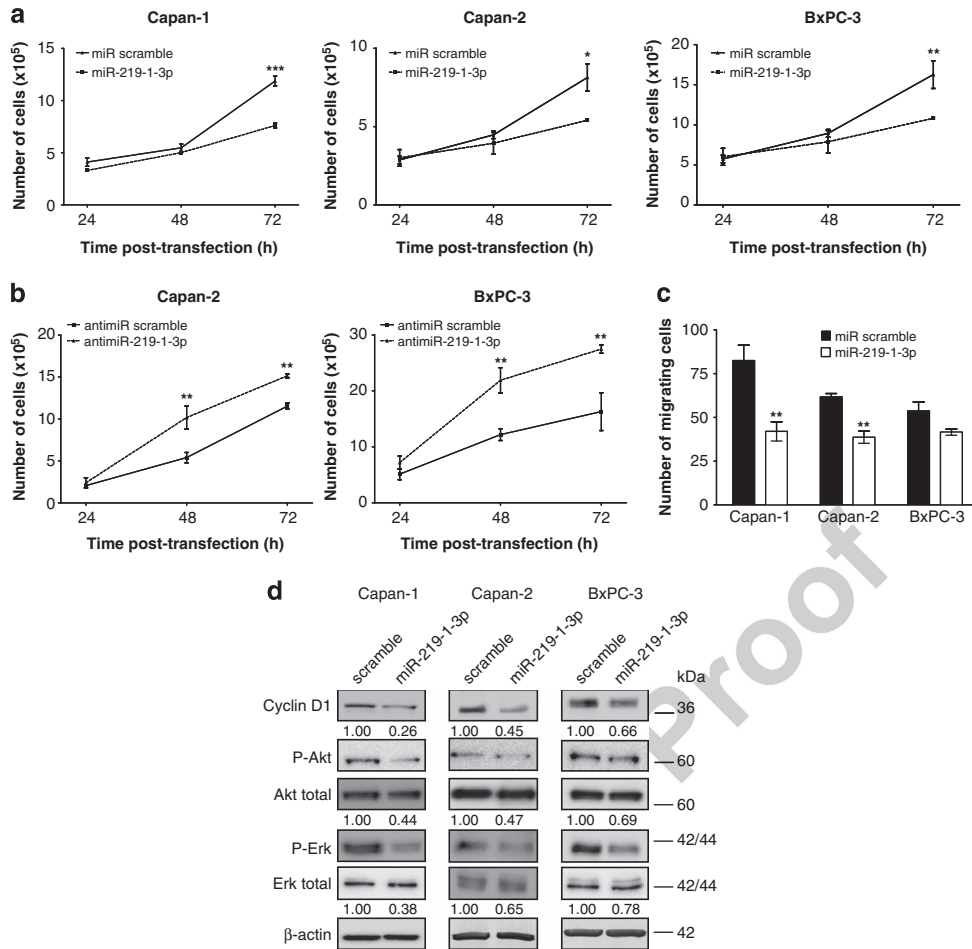 a
Capan-1
Number of cells (x10⁵)
15
10
5
0
miR scramble
miR-219-1-3p
***
24 48 72
Time post-transfection (h)
Capan-2
Number of cells (x10⁵)
10
5
0
miR scramble
miR-219-1-3p
*
24 48 72
Time post-transfection (h)
BxPC-3
Number of cells (x10⁵)
20
15
10
5
0
miR scramble
miR-219-1-3p
**
24 48 72
Time post-transfection (h)
b
Capan-2
Number of cells (x10⁵)
20
15
10
5
0
antimiR scramble
antimiR-219-1-3p
**
**
24 48 72
Time post-transfection (h)
BxPC-3
Number of cells (x10⁵)
30
20
10
0
antimiR scramble
antimiR-219-1-3p
**
**
24 48 72
Time post-transfection (h)
c
Number of migrating cells
100
75
50
25
0
miR scramble
miR-219-1-3p
**
**
Capan-1 Capan-2 BxPC-3
d
Capan-1 Capan-2 BxPC-3
scramble miR-219-1-3p scramble miR-219-1-3p scramble miR-219-1-3p
kDa
Cyclin D1 36
1.00 0.26 1.00 0.45 1.00 0.66
P-Akt 60
Akt total 60
1.00 0.44 1.00 0.47 1.00 0.69
P-Erk 42/44
Erk total 42/44
1.00 0.38 1.00 0.65 1.00 0.78
β-actin 42
Proof